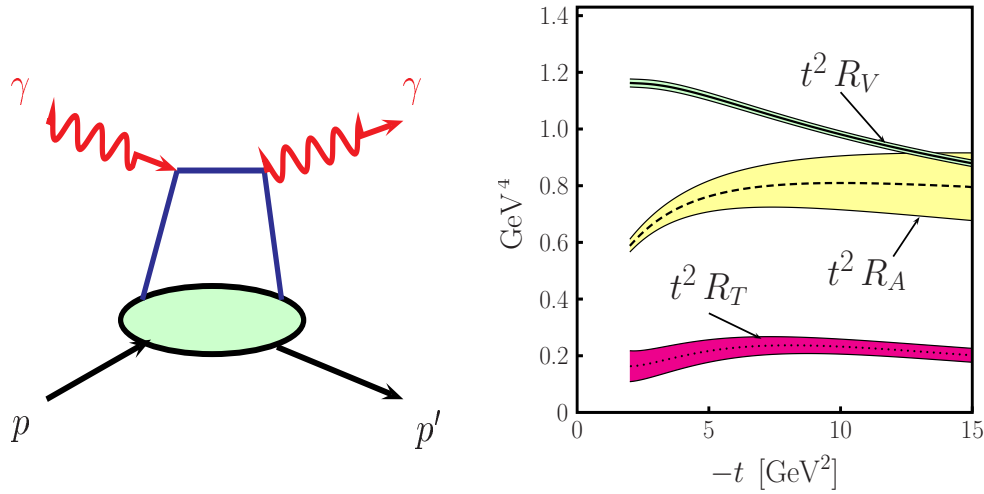 γ
γ
p
p′
GeV⁴
1.4
1.2
1.0
0.8
0.6
0.4
0.2
0
0
5
10
15
t² R_V
t² R_A
t² R_T
−t [GeV²]